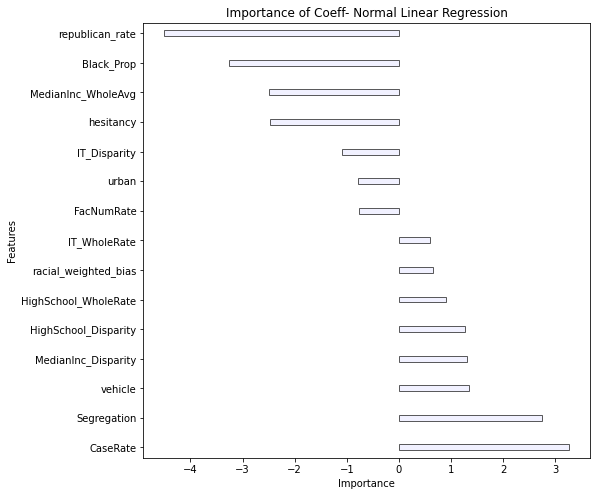 Importance of Coeff- Normal Linear Regression
republican_rate
Black_Prop
MedianInc_WholeAvg
hesitancy
IT_Disparity
urban
FacNumRate
IT_WholeRate
racial_weighted_bias
HighSchool_WholeRate
HighSchool_Disparity
MedianInc_Disparity
vehicle
Segregation
CaseRate
Features
−4 −3 −2 −1 0 1 2 3
Importance